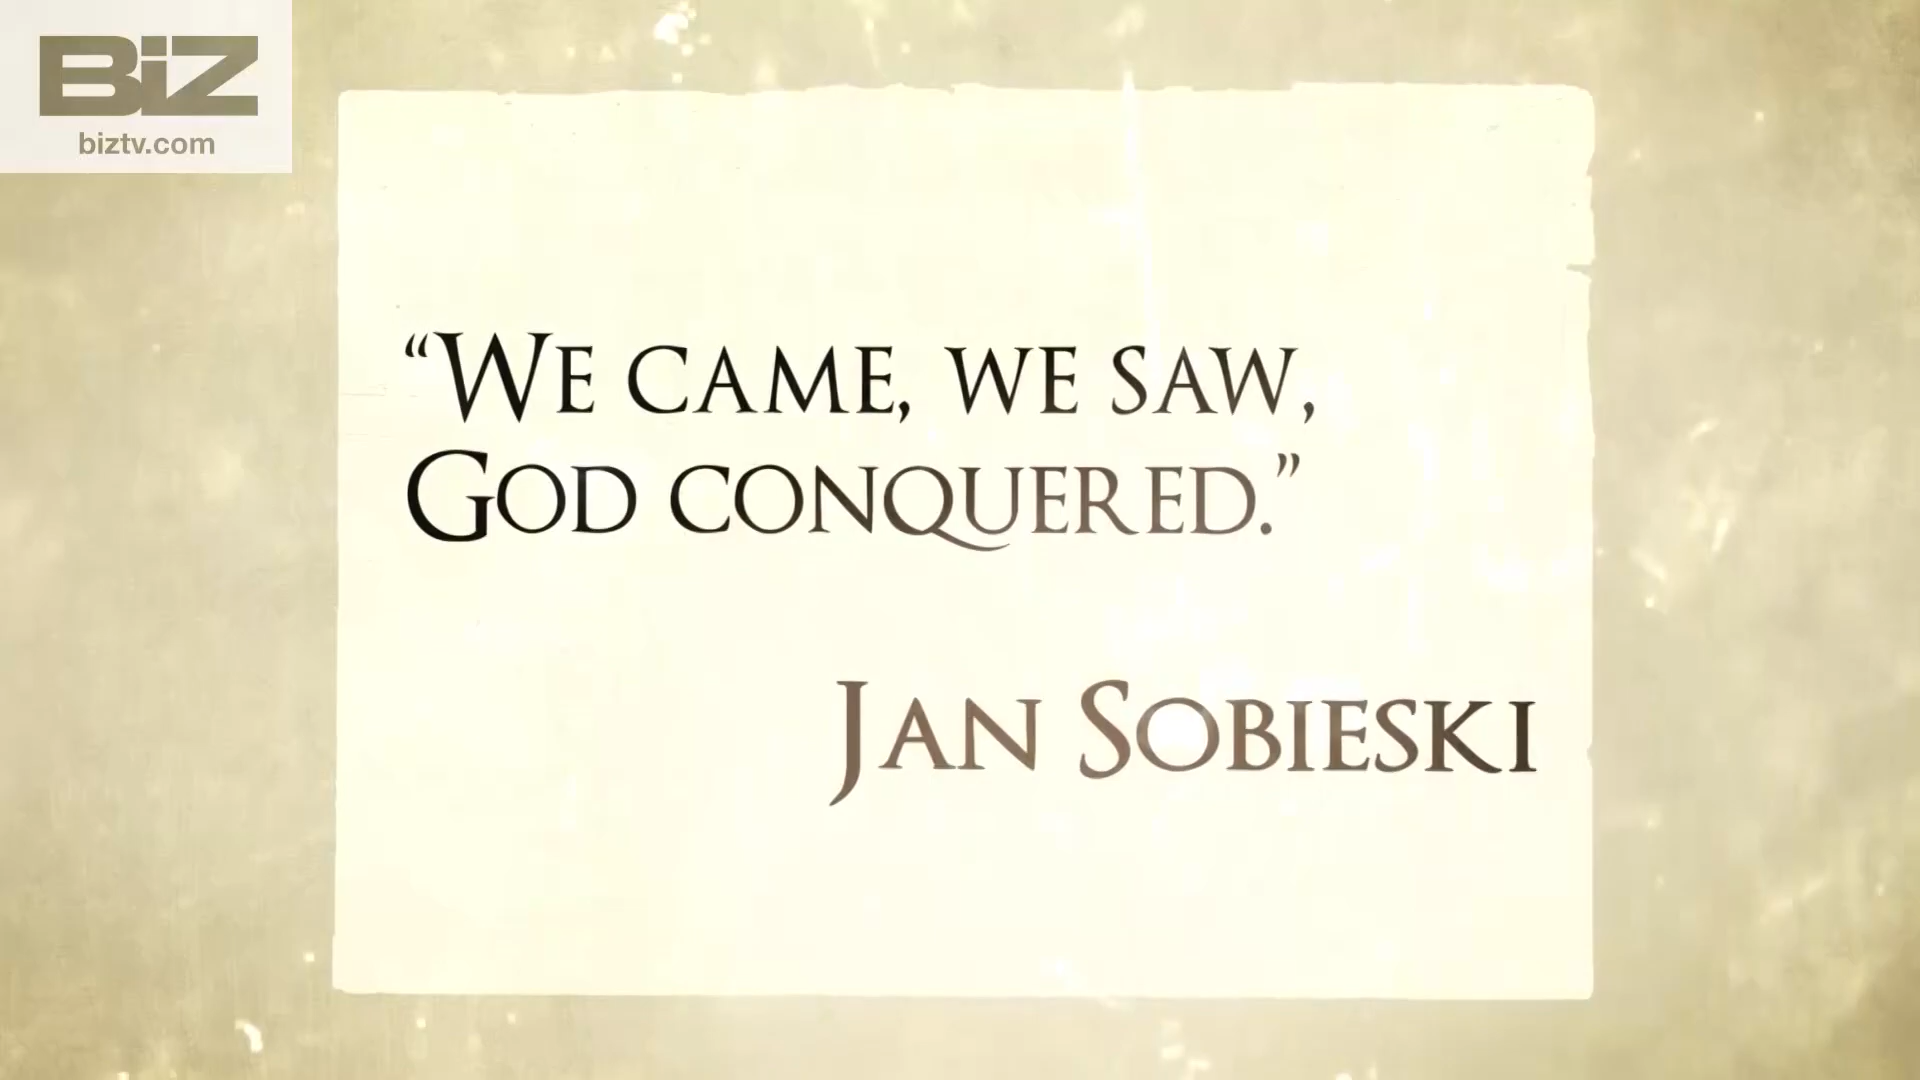 BiZ
biztv.com
“WE CAME, WE SAW,
GOD CONQUERED.”
JAN SOBIESKI